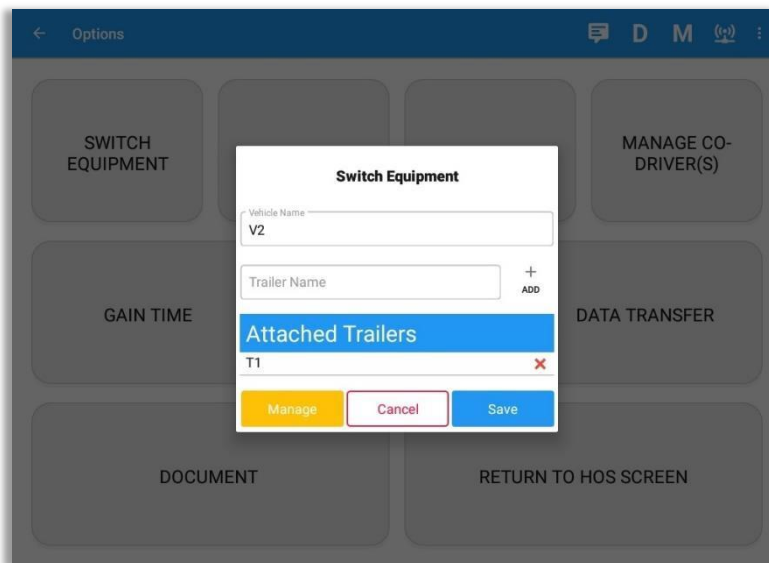 Options
D M
SWITCH
EQUIPMENT
MANAGE CO-
DRIVER(S)
Switch Equipment
Vehicle Name
V2
Trailer Name
ADD
Attached Trailers
T1
Manage
Cancel
Save
GAIN TIME
DATA TRANSFER
DOCUMENT
RETURN TO HOS SCREEN